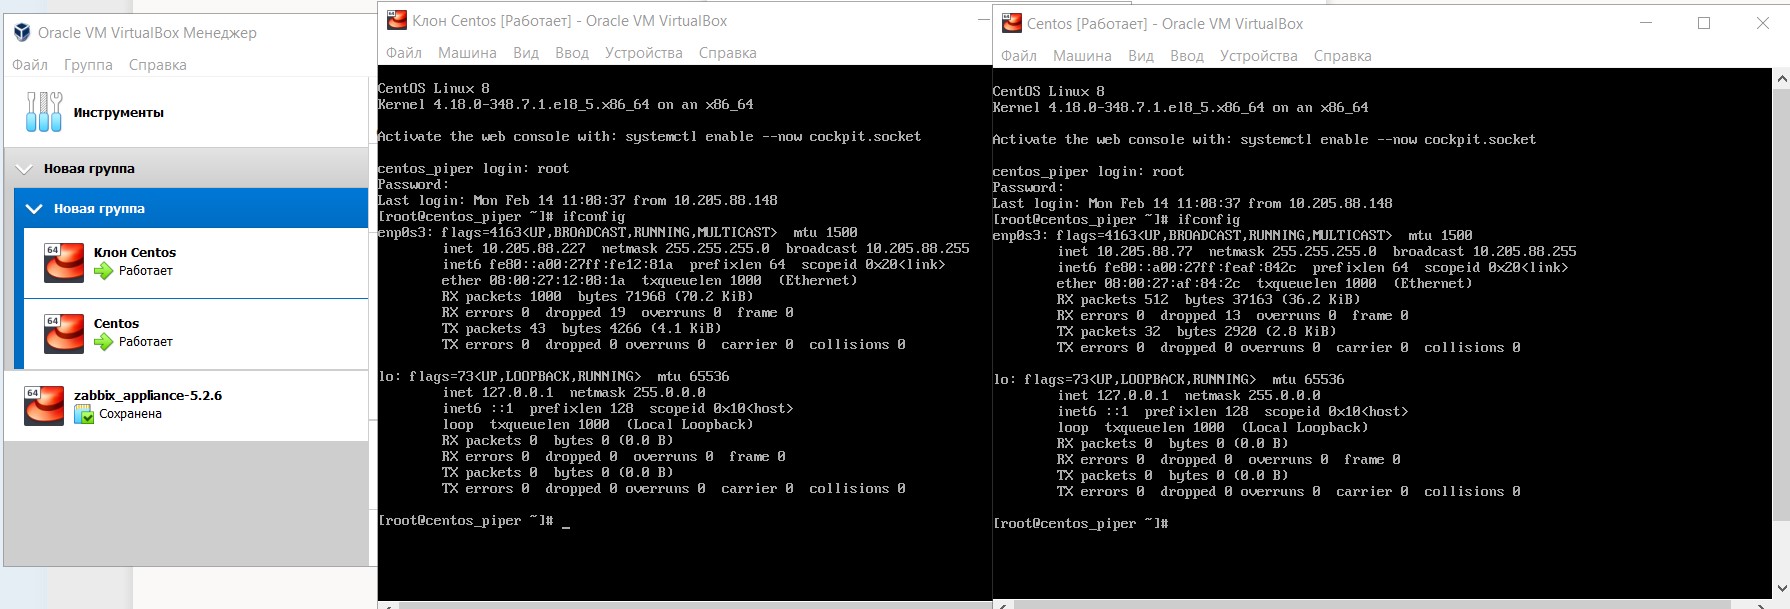 Oracle VM VirtualBox Менеджер
Файл Группа Справка
Инструменты
Новая группа
Новая группа
64
Клон Centos
Работает
64
Centos
Работает
64
zabbix_appliance-5.2.6
Сохранена
Клон Centos [Работает] - Oracle VM VirtualBox
Файл Машина Вид Ввод Устройства Справка
CentOS Linux 8
Kernel 4.18.0-348.7.1.el8_5.x86_64 on an x86_64
Activate the web console with: systemctl enable --now cockpit.socket
centos_piper login: root
Password:
Last login: Mon Feb 14 11:08:37 from 10.205.88.148
[root@centos_piper ~]# ifconfig
enp0s3: flags=4163<UP,BROADCAST,RUNNING,MULTICAST> mtu 1500
inet 10.205.88.227 netmask 255.255.255.0 broadcast 10.205.88.255
inet6 fe80::a00:27ff:fe12:81a prefixlen 64 scopeid 0x20<link>
ether 08:00:27:12:08:1a txqueuelen 1000 (Ethernet)
RX packets 1000 bytes 71968 (70.2 KiB)
RX errors 0 dropped 19 overruns 0 frame 0
TX packets 43 bytes 4266 (4.1 KiB)
TX errors 0 dropped 0 overruns 0 carrier 0 collisions 0
lo: flags=73<UP,LOOPBACK,RUNNING> mtu 65536
inet 127.0.0.1 netmask 255.0.0.0
inet6 ::1 prefixlen 128 scopeid 0x10<host>
loop txqueuelen 1000 (Local Loopback)
RX packets 0 bytes 0 (0.0 B)
RX errors 0 dropped 0 overruns 0 frame 0
TX packets 0 bytes 0 (0.0 B)
TX errors 0 dropped 0 overruns 0 carrier 0 collisions 0
[root@centos_piper ~]# _
Centos [Работает] - Oracle VM VirtualBox
Файл Машина Вид Ввод Устройства Справка
CentOS Linux 8
Kernel 4.18.0-348.7.1.el8_5.x86_64 on an x86_64
Activate the web console with: systemctl enable --now cockpit.socket
centos_piper login: root
Password:
Last login: Mon Feb 14 11:08:37 from 10.205.88.148
[root@centos_piper ~]# ifconfig
enp0s3: flags=4163<UP,BROADCAST,RUNNING,MULTICAST> mtu 1500
inet 10.205.88.77 netmask 255.255.255.0 broadcast 10.205.88.255
inet6 fe80::a00:27ff:feaf:842c prefixlen 64 scopeid 0x20<link>
ether 08:00:27:af:84:2c txqueuelen 1000 (Ethernet)
RX packets 512 bytes 37163 (36.2 KiB)
RX errors 0 dropped 13 overruns 0 frame 0
TX packets 32 bytes 2920 (2.8 KiB)
TX errors 0 dropped 0 overruns 0 carrier 0 collisions 0
lo: flags=73<UP,LOOPBACK,RUNNING> mtu 65536
inet 127.0.0.1 netmask 255.0.0.0
inet6 ::1 prefixlen 128 scopeid 0x10<host>
loop txqueuelen 1000 (Local Loopback)
RX packets 0 bytes 0 (0.0 B)
RX errors 0 dropped 0 overruns 0 frame 0
TX packets 0 bytes 0 (0.0 B)
TX errors 0 dropped 0 overruns 0 carrier 0 collisions 0
[root@centos_piper ~]#